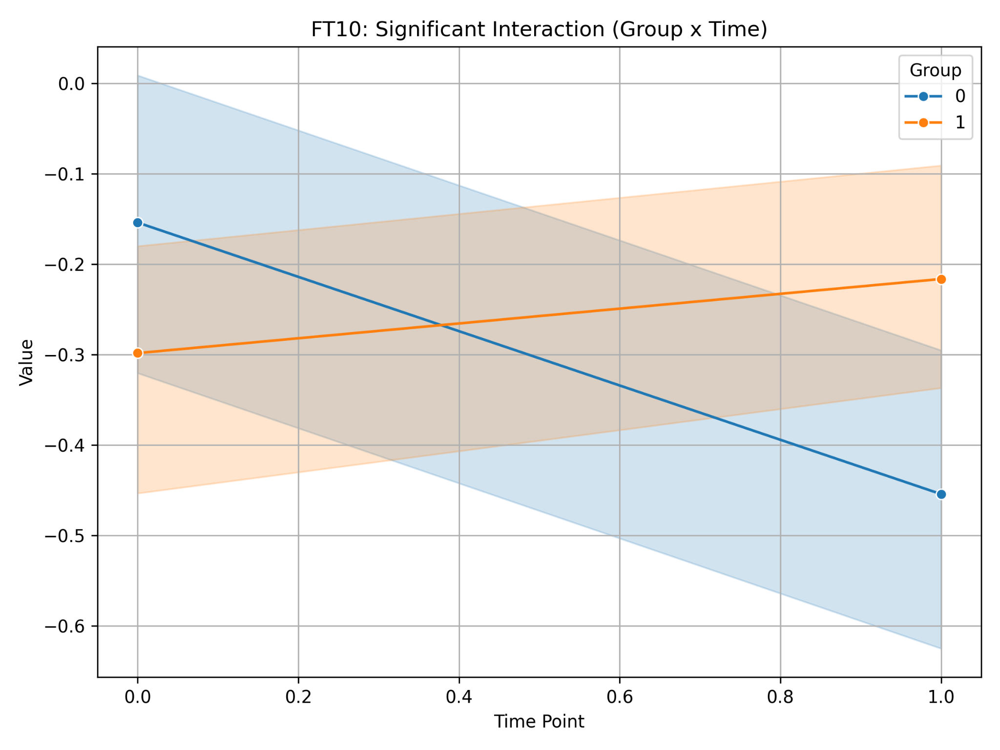 FT10: Significant Interaction (Group x Time)
Group
0
1
0.0
−0.1
−0.2
−0.3
−0.4
−0.5
−0.6
Value
0.0 0.2 0.4 0.6 0.8 1.0
Time Point